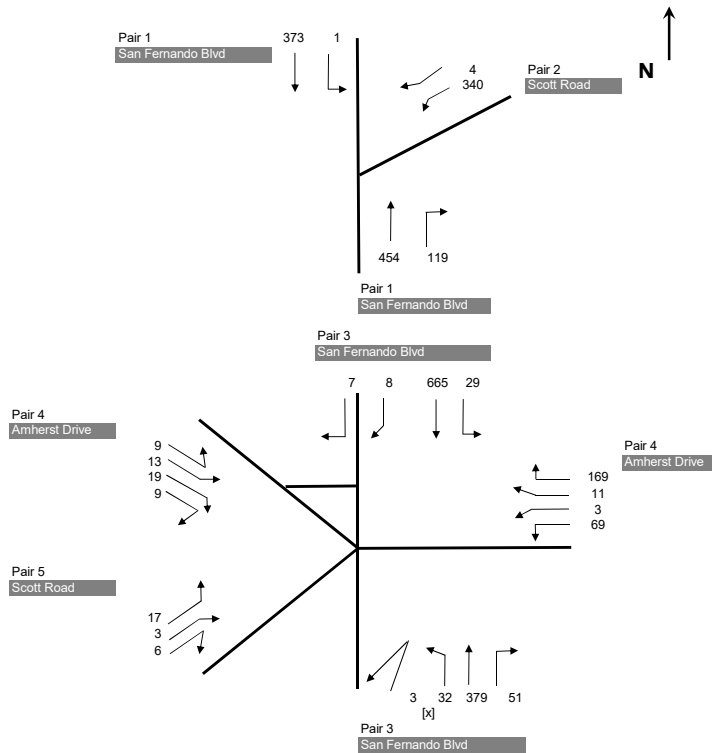 373 1
Pair 1
San Fernando Blvd
N
4
340
Pair 2
Scott Road
454 119
Pair 1
San Fernando Blvd
Pair 3
San Fernando Blvd
7 8 665 29
Pair 4
Amherst Drive
9
13
19
9
Pair 4
Amherst Drive
169
11
3
69
Pair 5
Scott Road
17
3
6
3 32 379 51
[x]
Pair 3
San Fernando Blvd